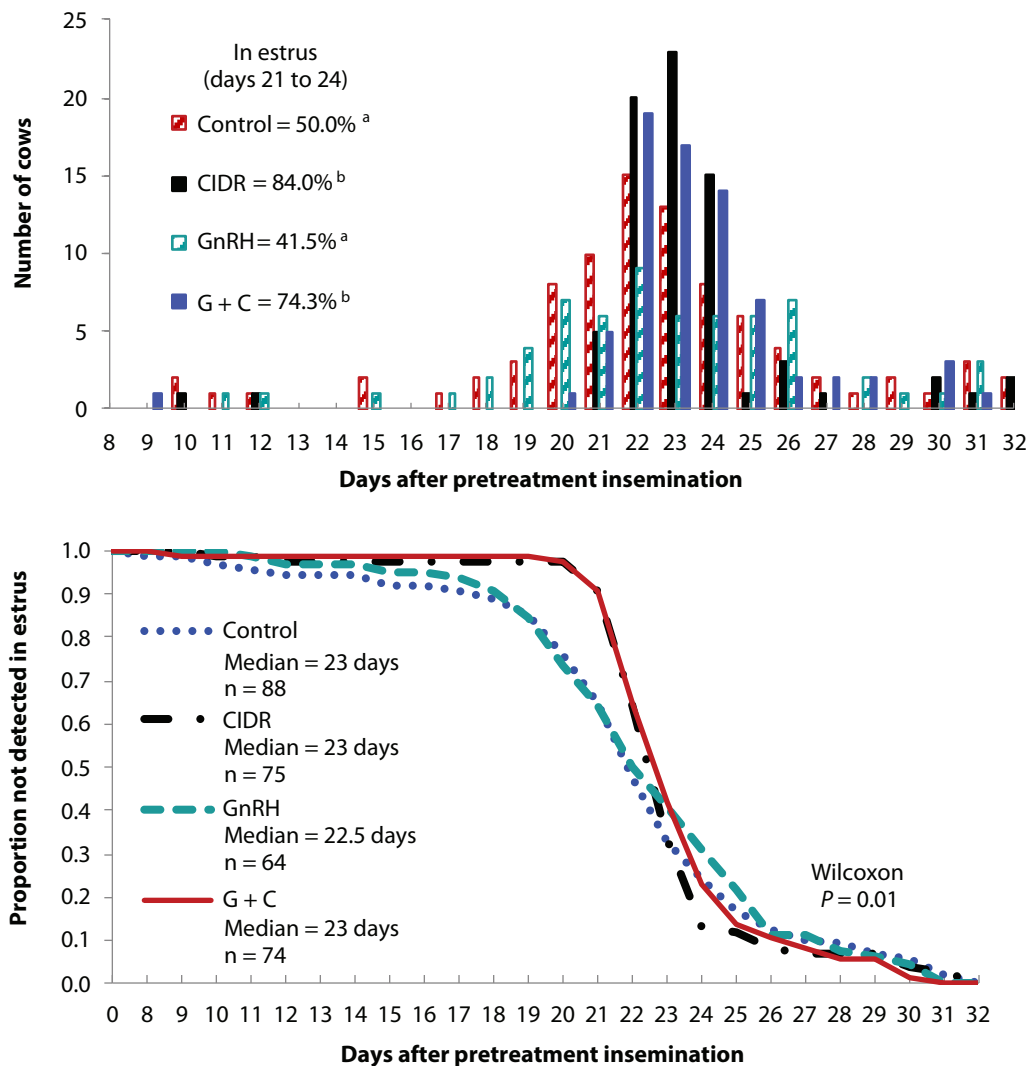 25
20
15
10
5
0
Number of cows
In estrus
(days 21 to 24)
Control = 50.0% a
CIDR = 84.0% b
GnRH = 41.5% a
G + C = 74.3% b
8 9 10 11 12 13 14 15 17 18 19 20 21 22 23 24 25 26 27 28 29 30 31 32
Days after pretreatment insemination
1.0
0.9
0.8
0.7
0.6
0.5
0.4
0.3
0.2
0.1
0.0
Proportion not detected in estrus
Control
Median = 23 days
n = 88
CIDR
Median = 23 days
n = 75
GnRH
Median = 22.5 days
n = 64
G + C
Median = 23 days
n = 74
Wilcoxon
P = 0.01
0 8 9 10 11 12 13 14 15 16 17 18 19 20 21 22 23 24 25 26 27 28 29 30 31 32
Days after pretreatment insemination